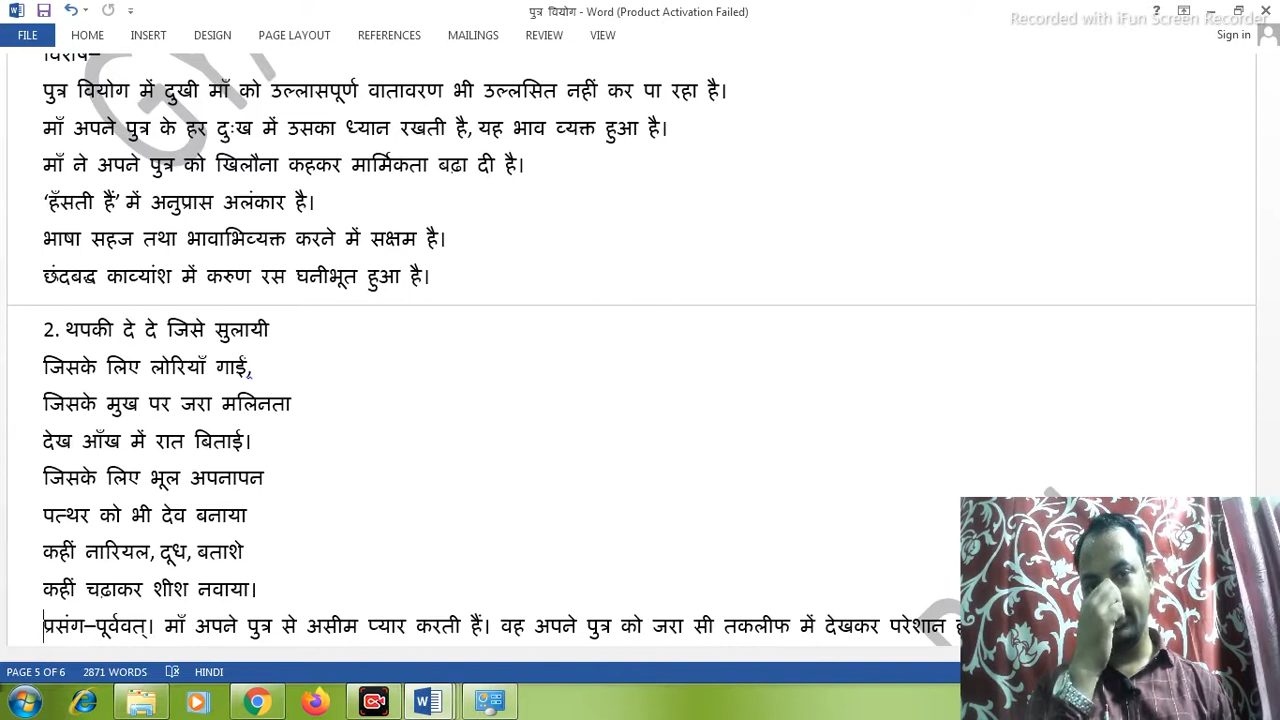 पुत्र वियोग - Word (Product Activation Failed)
Recorded with iFun Screen Recorder
FILE HOME INSERT DESIGN PAGE LAYOUT REFERENCES MAILINGS REVIEW VIEW Sign in
विशेष–
पुत्र वियोग में दुखी माँ को उल्लासपूर्ण वातावरण भी उल्लसित नहीं कर पा रहा है।
माँ अपने पुत्र के हर दुःख में उसका ध्यान रखती है, यह भाव व्यक्त हुआ है।
माँ ने अपने पुत्र को खिलौना कहकर मार्मिकता बढ़ा दी है।
‘हँसती हैं’ में अनुप्रास अलंकार है।
भाषा सहज तथा भावाभिव्यक्त करने में सक्षम है।
छंदबद्ध काव्यांश में करुण रस घनीभूत हुआ है।
2. थपकी दे दे जिसे सुलायी
जिसके लिए लोरियाँ गाईं,
जिसके मुख पर जरा मलिनता
देख आँख में रात बिताई।
जिसके लिए भूल अपनापन
पत्थर को भी देव बनाया
कहीं नारियल, दूध, बताशे
कहीं चढ़ाकर शीश नवाया।
प्रसंग–पूर्ववत्। माँ अपने पुत्र से असीम प्यार करती हैं। वह अपने पुत्र को जरा सी तकलीफ में देखकर परेशान
PAGE 5 OF 6 2871 WORDS HINDI